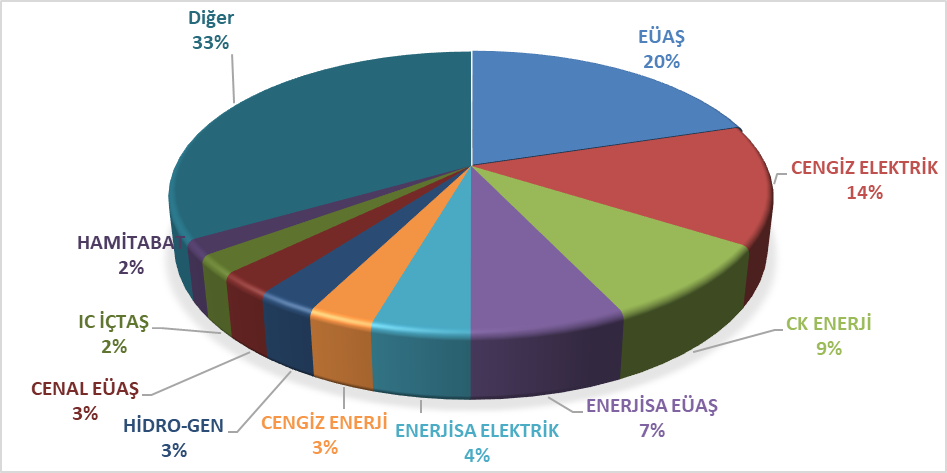 Diğer
33%
EÜAŞ
20%
CENGİZ ELEKTRİK
14%
CK ENERJİ
9%
ENERJİSA EÜAŞ
7%
ENERJİSA ELEKTRİK
4%
CENGİZ ENERJİ
3%
HİDRO-GEN
3%
CENAL EÜAŞ
3%
IC İÇTAŞ
2%
HAMİTABAT
2%